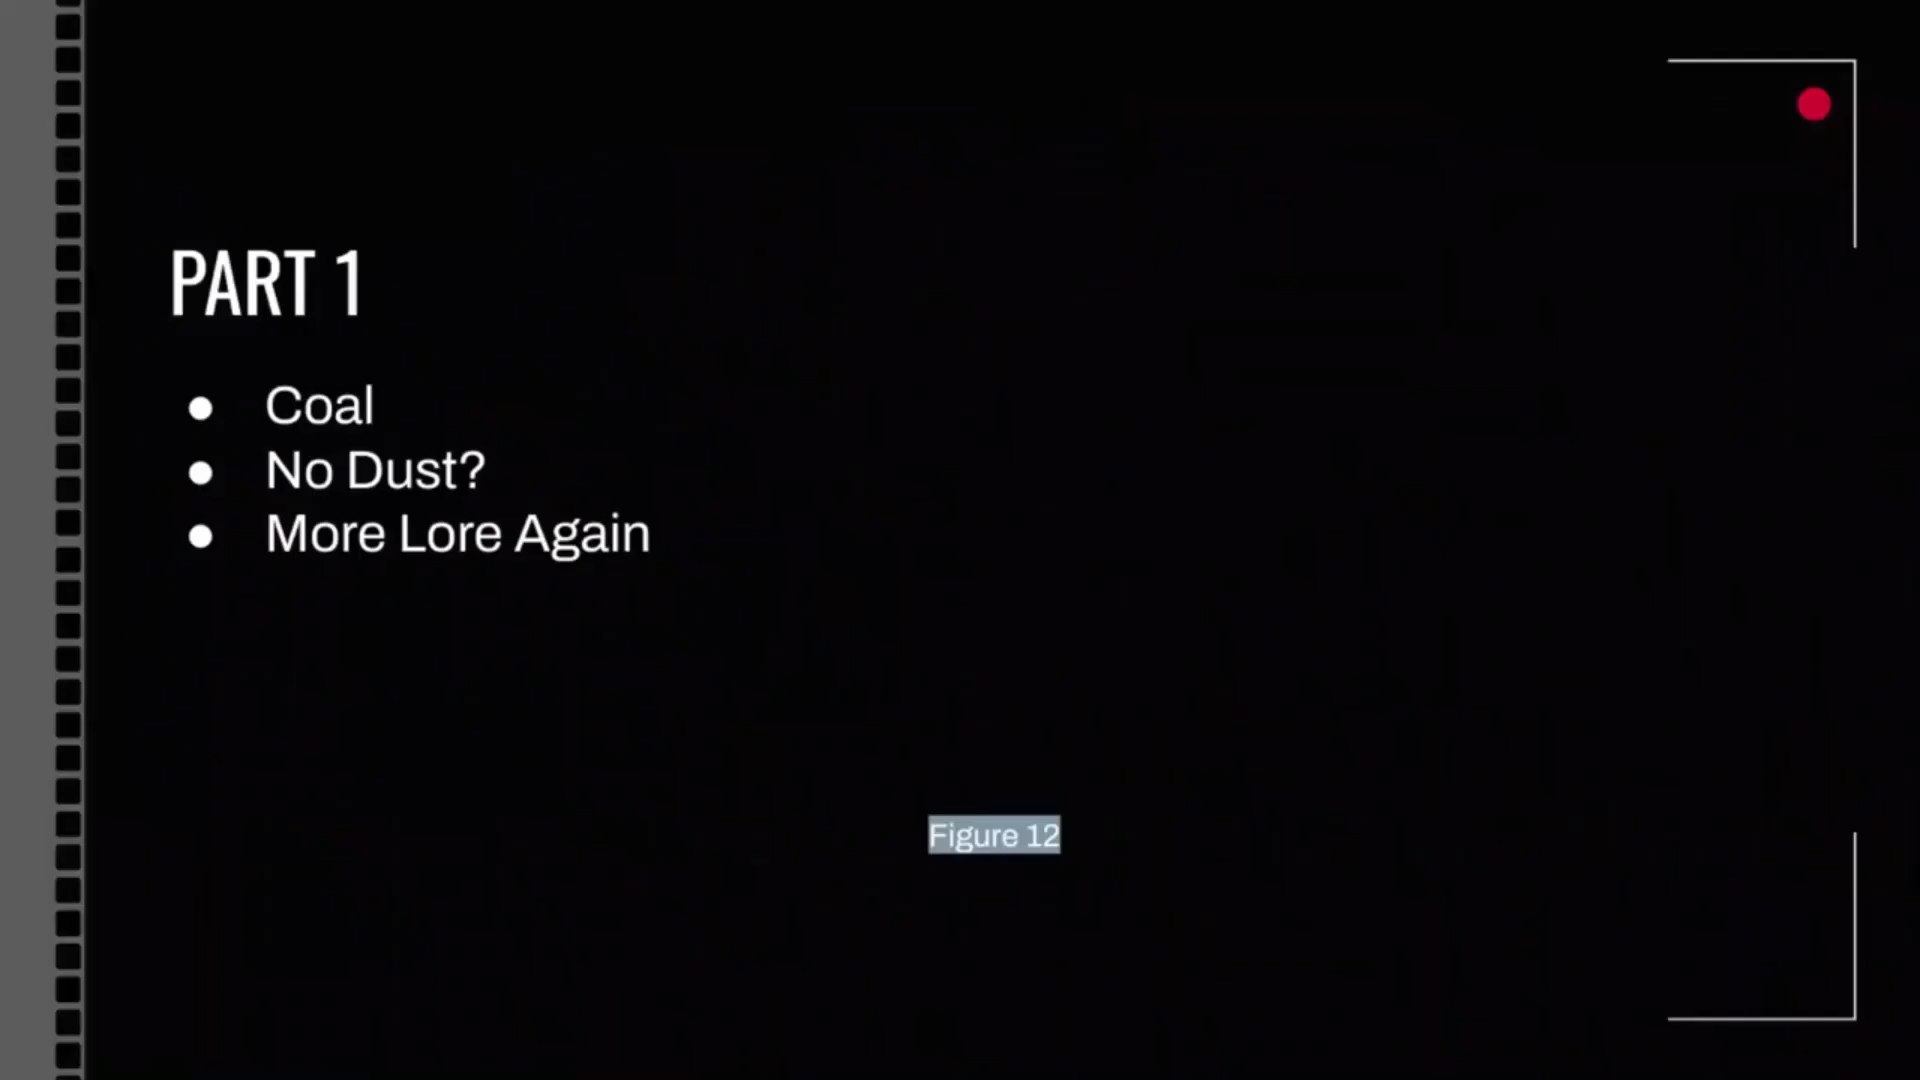 PART 1
● Coal
● No Dust?
● More Lore Again
Figure 12